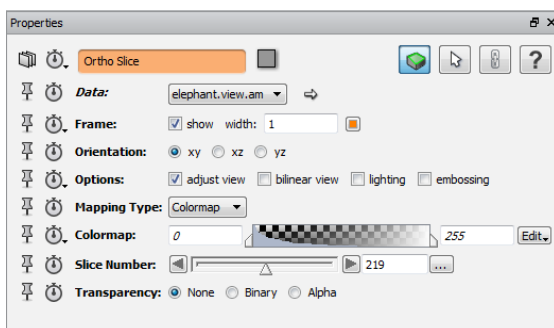 Properties
Ortho Slice ?
Data: elephant.view.am
Frame: show width: 1
Orientation: xy xz yz
Options: adjust view bilinear view lighting embossing
Mapping Type: Colormap
Colormap: 0 255 Edit
Slice Number: 219 ...
Transparency: None Binary Alpha